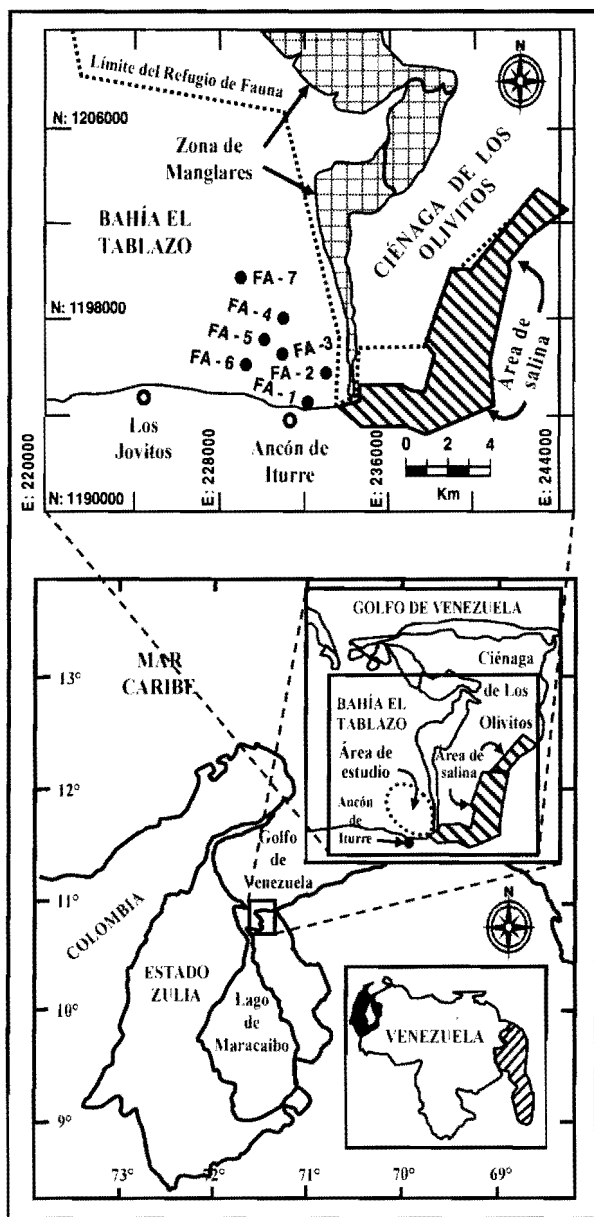 Límite del Refugio de Fauna
N
N: 1206000
Zona de
Manglares
BAHÍA EL
TABLAZO
CIÉNAGA DE LOS
OLIVITOS
FA - 7
N: 1198000
FA - 4
FA - 5
FA - 3
FA - 6
FA - 2
FA - 1
Área de
salina
Los
Jovitos
Ancón de
Iturre
0 2 4
Km
N: 1190000
E: 220000
E: 228000
E: 236000
E: 244000
GOLFO DE VENEZUELA
Ciénaga
de Los
Olivitos
BAHÍA EL
TABLAZO
Área de
estudio
Área de
salina
Ancón
de
Iturre
MAR
CARIBE
13°
12°
11°
10°
9°
Golfo
de
Venezuela
COLOMBIA
N
ESTADO
ZULIA
Lago
de
Maracaibo
VENEZUELA
73° 72° 71° 70° 69°